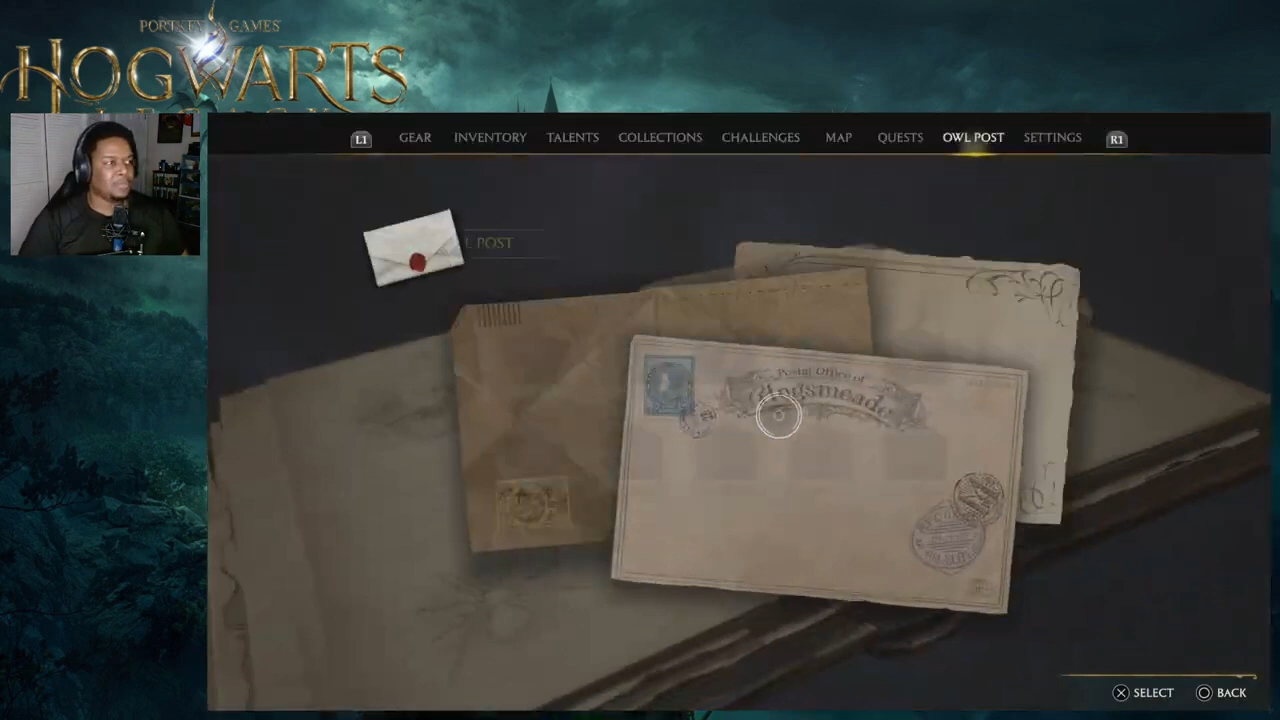 PORTKEY GAMES
HOGWARTS
L1 GEAR INVENTORY TALENTS COLLECTIONS CHALLENGES MAP QUESTS OWL POST SETTINGS R1
L POST
Postal Office of
Hogsmeade
SELECT BACK